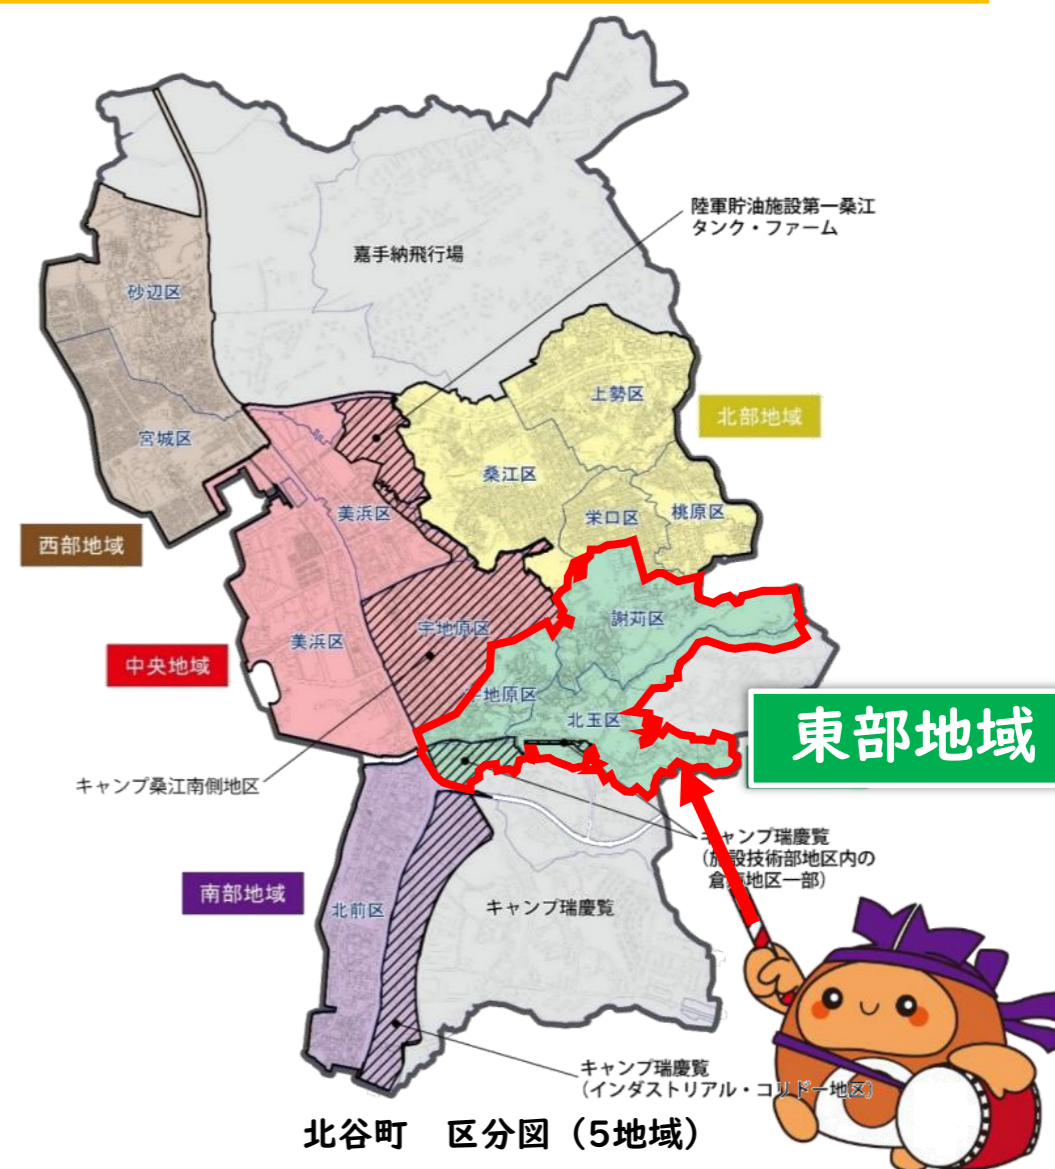 陸軍貯油施設第一桑江
タンク・ファーム
嘉手納飛行場
砂辺区
上勢区
北部地域
宮城区
桑江区
美浜区
栄口区
桃原区
西部地域
謝苅区
宇地原区
美浜区
中央地域
宇地原区
北玉区
東部地域
キャンプ桑江南側地区
キャンプ瑞慶覧
(施設技術部地区内の
倉庫地区一部)
南部地域
北前区
キャンプ瑞慶覧
キャンプ瑞慶覧
(インダストリアル・コリドー地区)
北谷町 区分図(5地域)